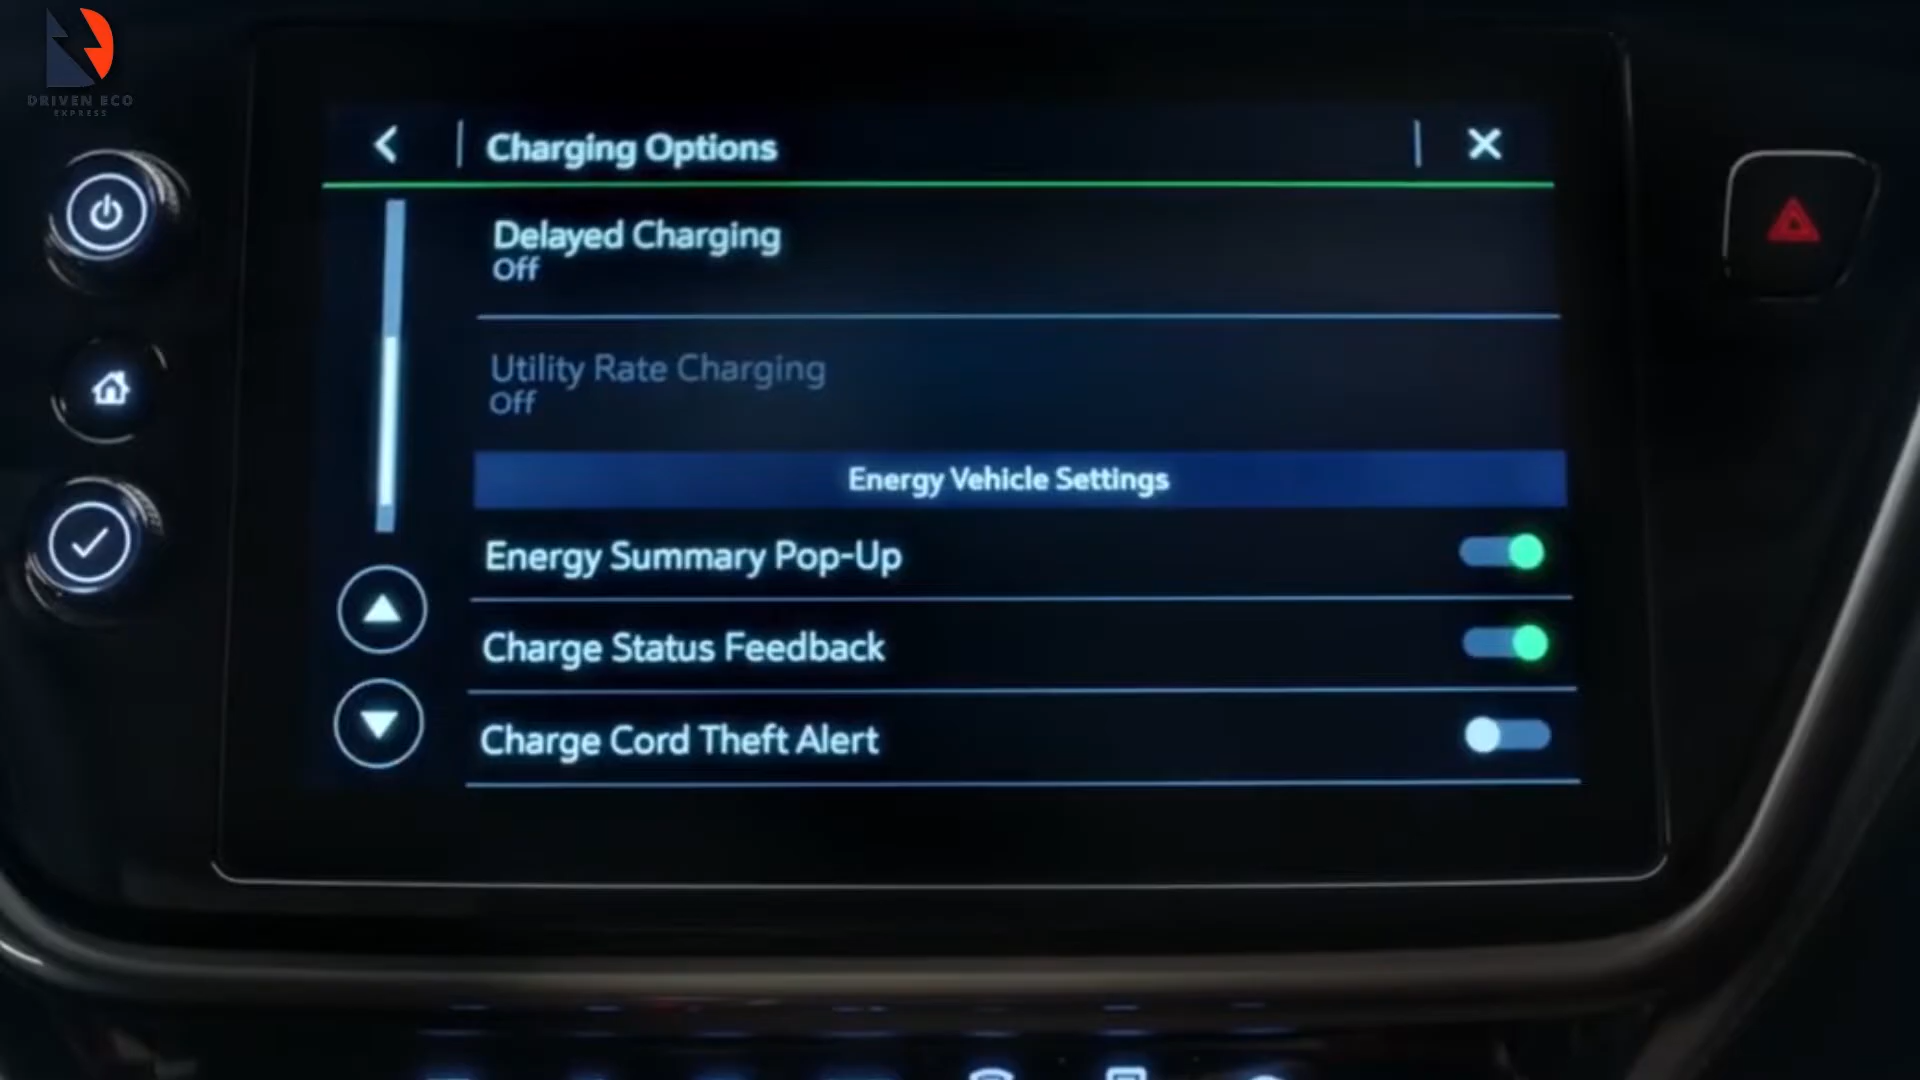 DRIVEN ECO
EXPRESS
Charging Options
Delayed Charging
Off
Utility Rate Charging
Off
Energy Vehicle Settings
Energy Summary Pop-Up
Charge Status Feedback
Charge Cord Theft Alert